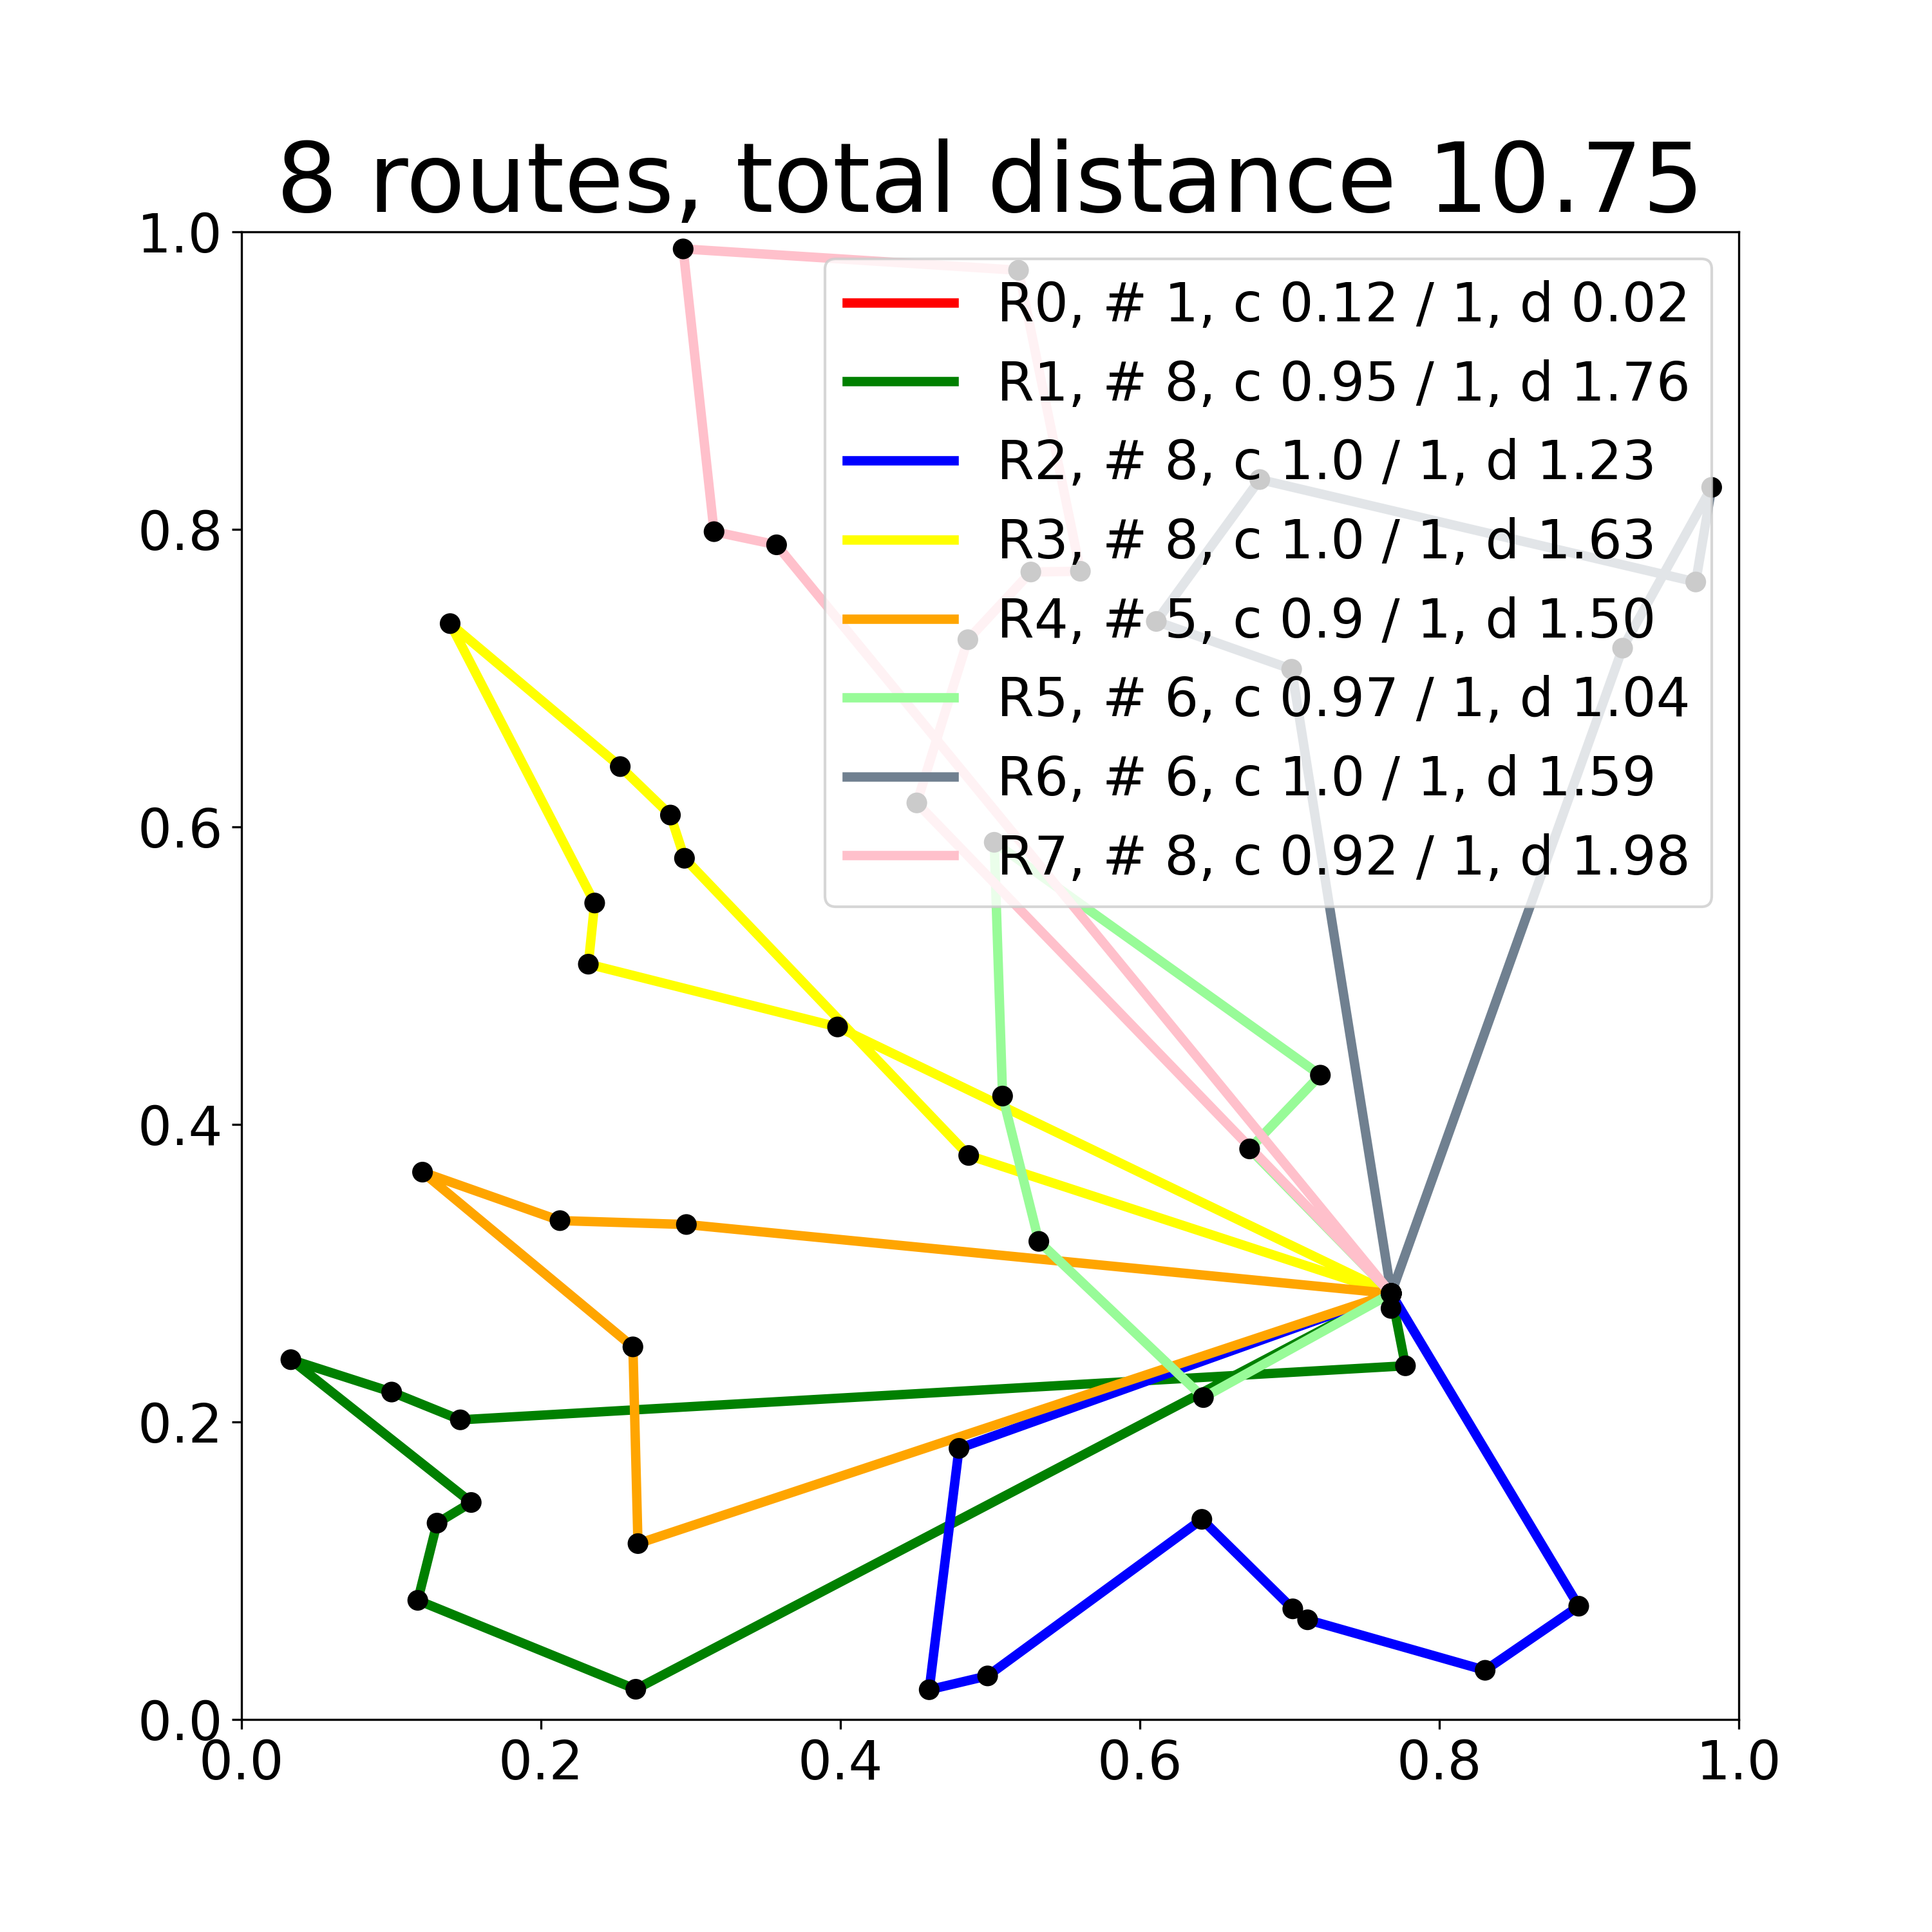 8 routes, total distance 10.75
1.0
0.8
0.6
0.4
0.2
0.0
0.0 0.2 0.4 0.6 0.8 1.0
R0, # 1, c 0.12 / 1, d 0.02
R1, # 8, c 0.95 / 1, d 1.76
R2, # 8, c 1.0 / 1, d 1.23
R3, # 8, c 1.0 / 1, d 1.63
R4, # 5, c 0.9 / 1, d 1.50
R5, # 6, c 0.97 / 1, d 1.04
R6, # 6, c 1.0 / 1, d 1.59
R7, # 8, c 0.92 / 1, d 1.98